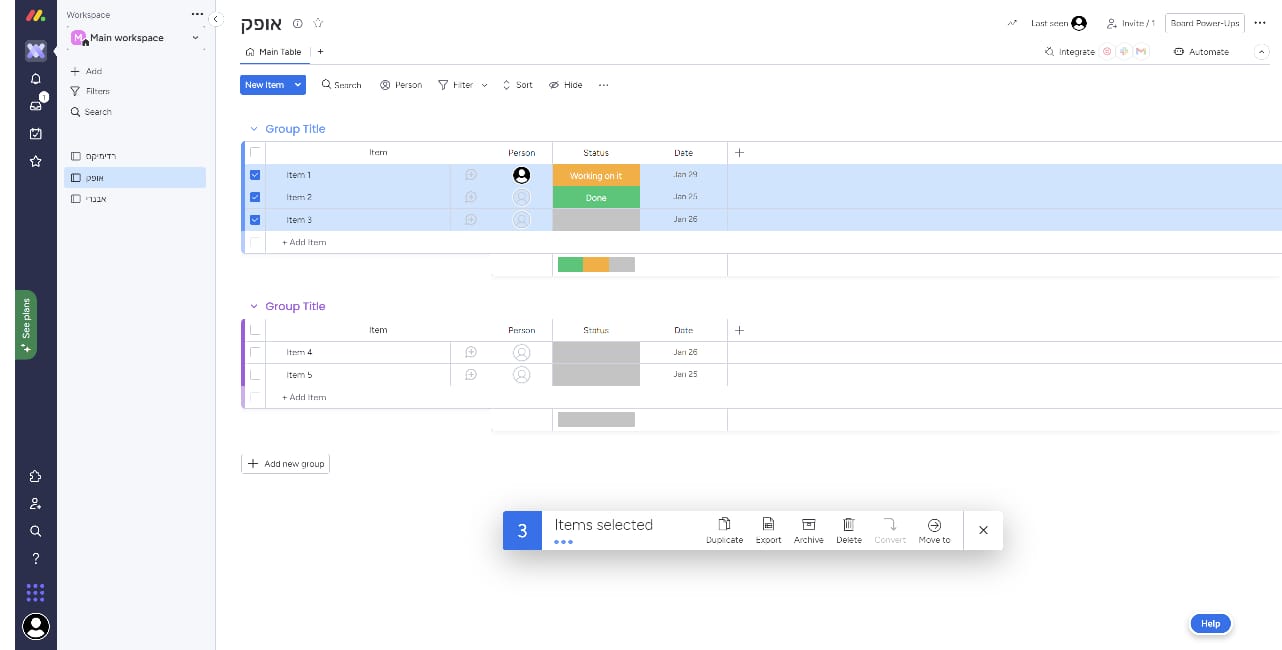 Workspace
M Main workspace
Add
Filters
Search
רדימיקס
אופק
אבגרי
1
See plans
אופק
Last seen
Invite / 1
Board Power-Ups
Main Table
+
Integrate
Automate
New Item
Search
Person
Filter
Sort
Hide
Group Title
Item Person Status Date
Item 1 Working on it Jan 29
Item 2 Done Jan 25
Item 3 Jan 26
+ Add Item
Group Title
Item Person Status Date
Item 4 Jan 26
Item 5 Jan 25
+ Add Item
Add new group
3 Items selected
Duplicate Export Archive Delete Convert Move to
?
Help